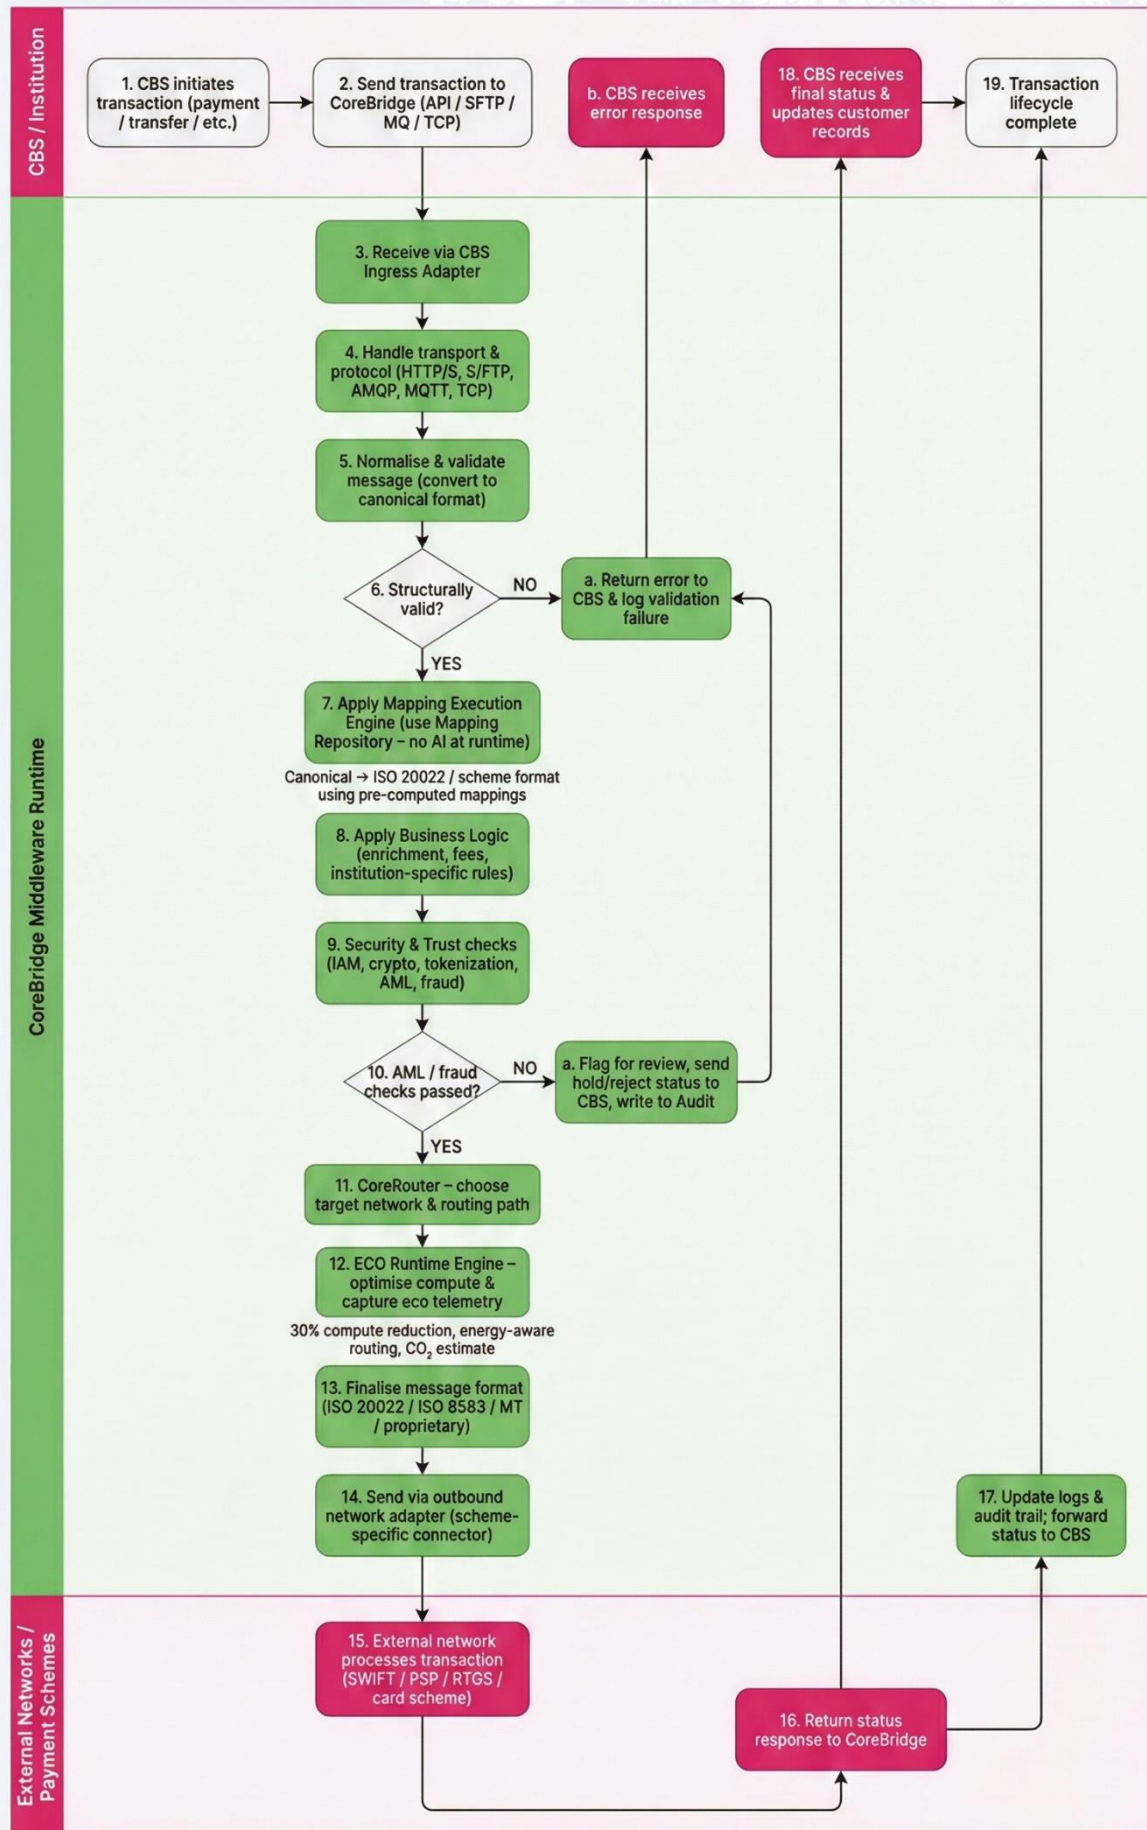 CBS / Institution
1. CBS initiates
transaction (payment
/ transfer / etc.)
2. Send transaction to
CoreBridge (API / SFTP /
MQ / TCP)
b. CBS receives
error response
18. CBS receives
final status &
updates customer
records
19. Transaction
lifecycle
complete
CoreBridge Middleware Runtime
3. Receive via CBS
Ingress Adapter
4. Handle transport &
protocol (HTTP/S, S/FTP,
AMQP, MQTT, TCP)
5. Normalise & validate
message (convert to
canonical format)
6. Structurally
valid?
NO
a. Return error to
CBS & log validation
failure
YES
7. Apply Mapping Execution
Engine (use Mapping
Repository – no AI at runtime)
Canonical → ISO 20022 / scheme format
using pre-computed mappings
8. Apply Business Logic
(enrichment, fees,
institution-specific rules)
9. Security & Trust checks
(IAM, crypto, tokenization,
AML, fraud)
10. AML / fraud
checks passed?
NO
a. Flag for review, send
hold/reject status to
CBS, write to Audit
YES
11. CoreRouter – choose
target network & routing path
12. ECO Runtime Engine –
optimise compute &
capture eco telemetry
30% compute reduction, energy-aware
routing, CO₂ estimate
13. Finalise message format
(ISO 20022 / ISO 8583 / MT
/ proprietary)
14. Send via outbound
network adapter (scheme-
specific connector)
17. Update logs &
audit trail; forward
status to CBS
External Networks /
Payment Schemes
15. External network
processes transaction
(SWIFT / PSP / RTGS /
card scheme)
16. Return status
response to CoreBridge